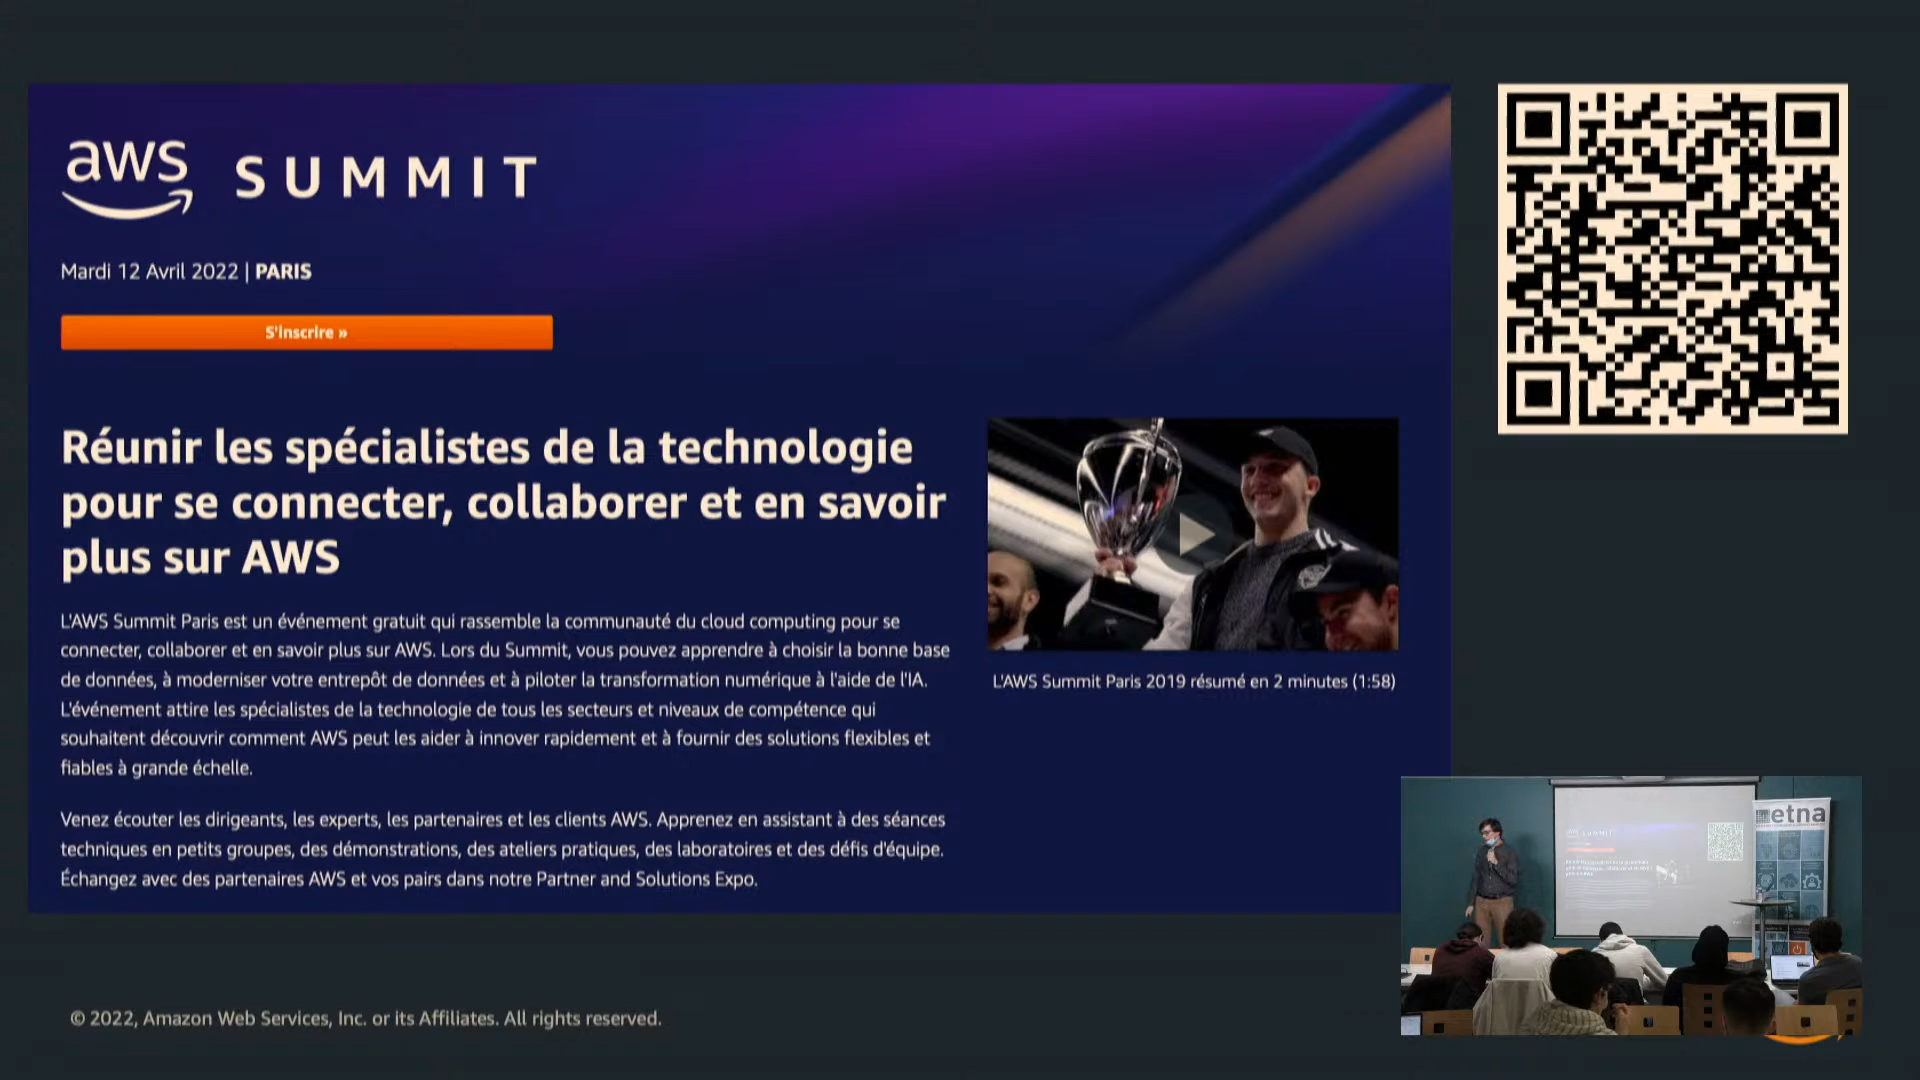 aws SUMMIT
Mardi 12 Avril 2022 | PARIS
S'inscrire »
Réunir les spécialistes de la technologie
pour se connecter, collaborer et en savoir
plus sur AWS
L'AWS Summit Paris est un événement gratuit qui rassemble la communauté du cloud computing pour se
connecter, collaborer et en savoir plus sur AWS. Lors du Summit, vous pouvez apprendre à choisir la bonne base
de données, à moderniser votre entrepôt de données et à piloter la transformation numérique à l'aide de l'IA.
L'événement attire les spécialistes de la technologie de tous les secteurs et niveaux de compétence qui
souhaitent découvrir comment AWS peut les aider à innover rapidement et à fournir des solutions flexibles et
fiables à grande échelle.
Venez écouter les dirigeants, les experts, les partenaires et les clients AWS. Apprenez en assistant à des séances
techniques en petits groupes, des démonstrations, des ateliers pratiques, des laboratoires et des défis d'équipe.
Échangez avec des partenaires AWS et vos pairs dans notre Partner and Solutions Expo.
L'AWS Summit Paris 2019 résumé en 2 minutes (1:58)
etna
© 2022, Amazon Web Services, Inc. or its Affiliates. All rights reserved.